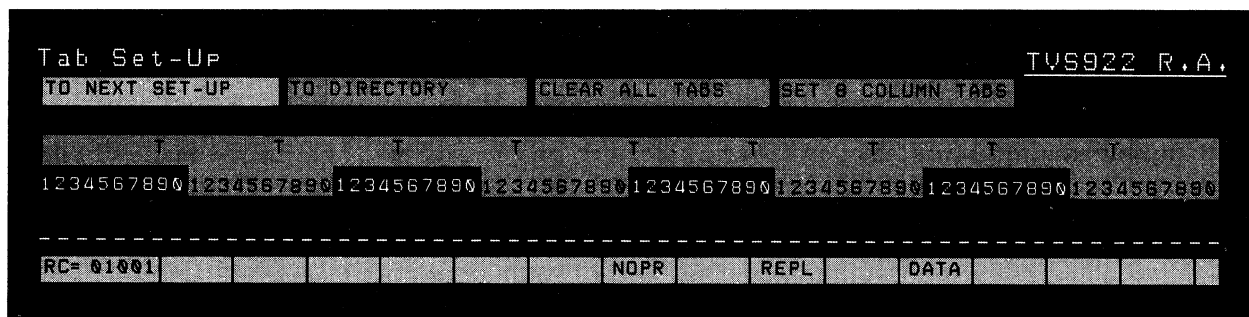 Tab Set-Up
TVS922 R.A.
TO NEXT SET-UP TO DIRECTORY CLEAR ALL TABS SET 8 COLUMN TABS
T T T T T T T T T
12345678901234567890123456789012345678901234567890123456789012345678901234567890
RC= 01001 NOPR REPL DATA